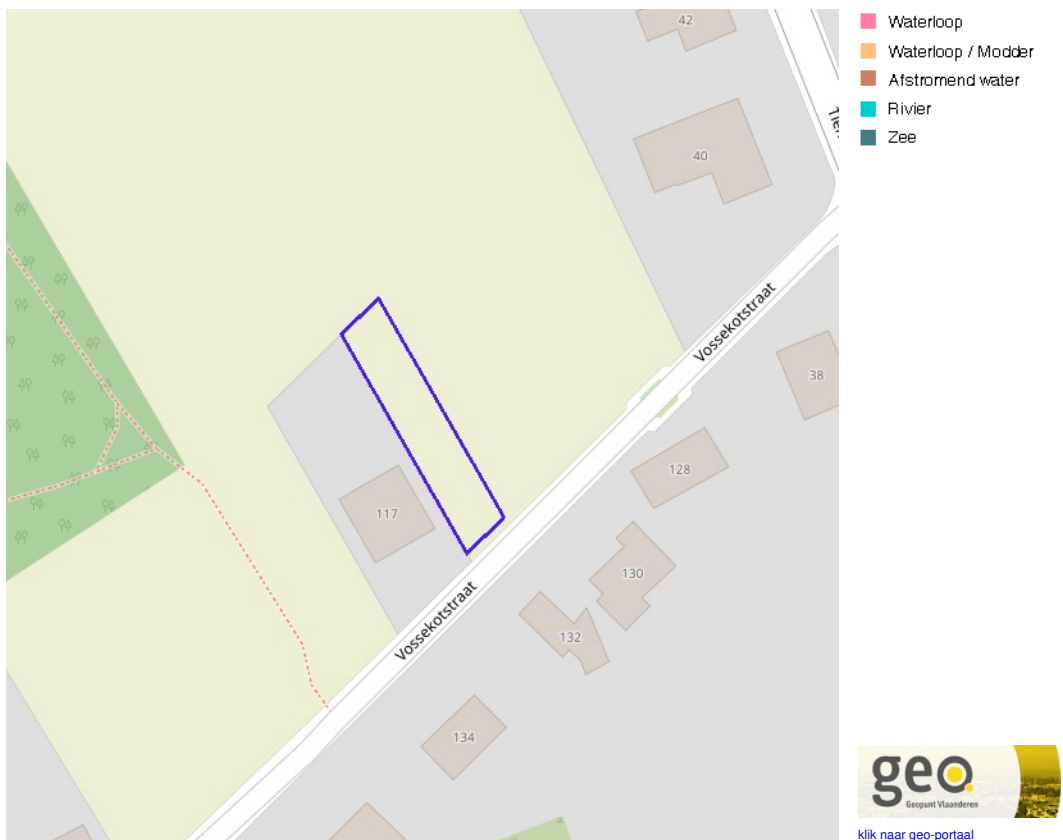 42
40
Vossekotstraat
38
128
117
130
Vossekotstraat
132
134
Waterloop
Waterloop / Modder
Afstromend water
Rivier
Zee
geo.
Geopunt Vlaanderen
klik naar geo-portaal